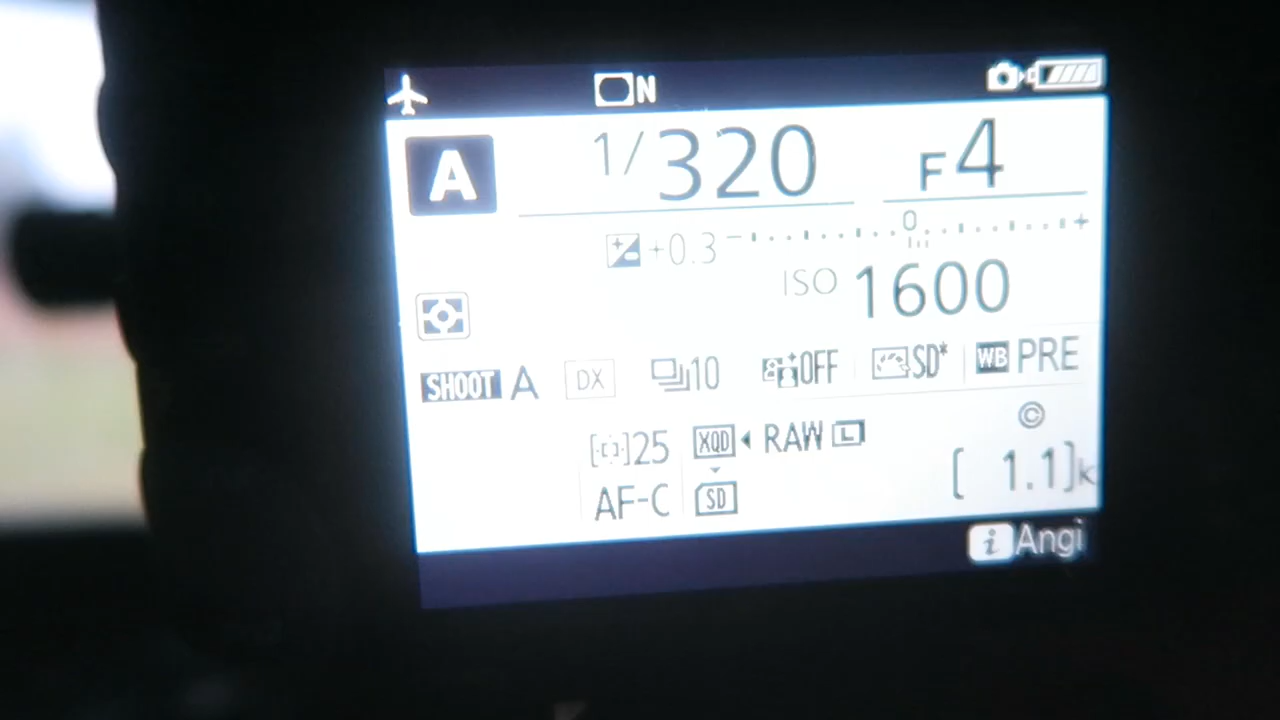 N
A 1/320 F4
+0.3 − 0 +
ISO 1600
SHOOT A DX 10 OFF SD* WB PRE
[ ]25 XQD RAW L ©
AF-C SD [ 1.1]k
i Angi